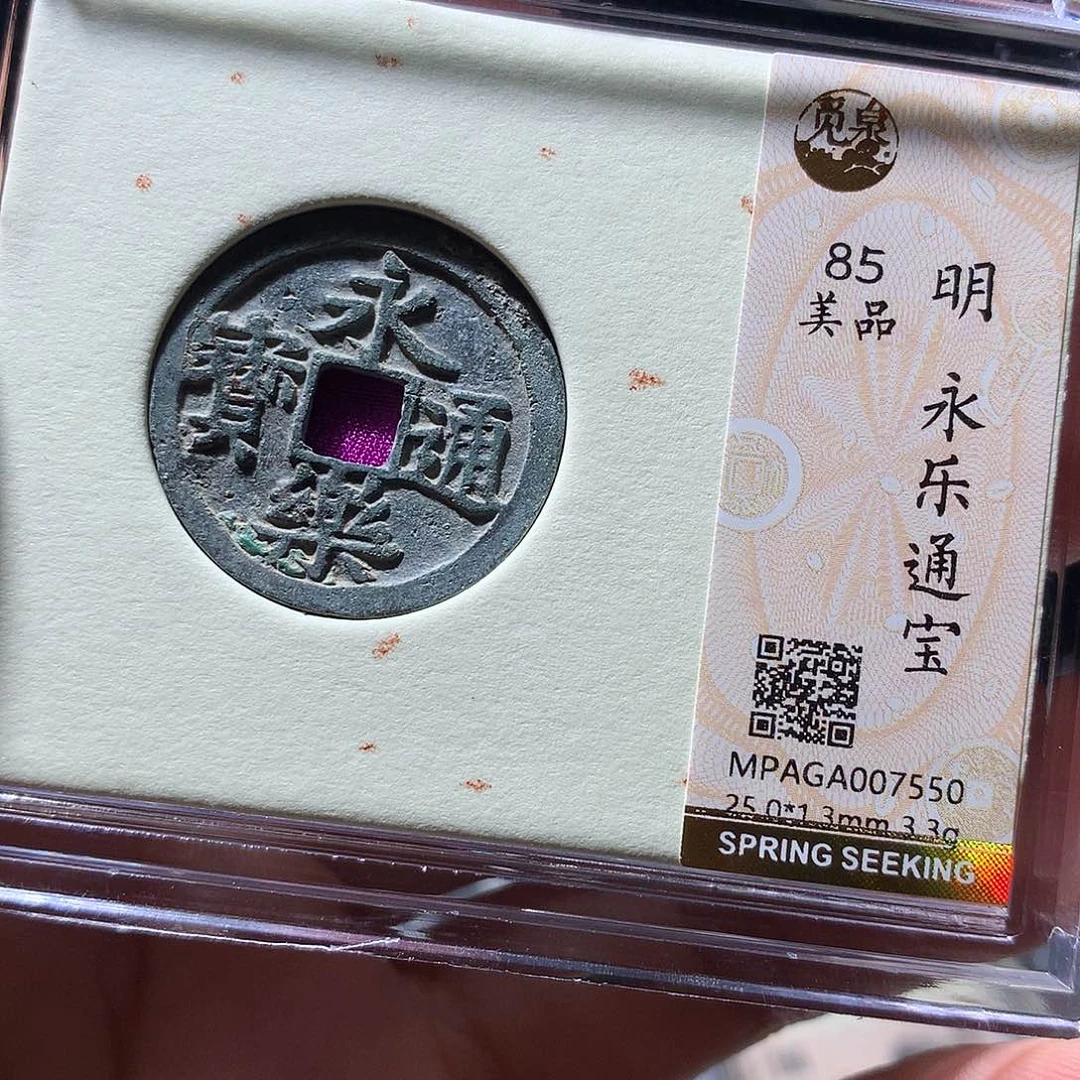 永
樂
通
寶
觅泉
85
美品
明 永乐通宝
MPAGA007550
25.0*1.3mm 3.3g
SPRING SEEKING